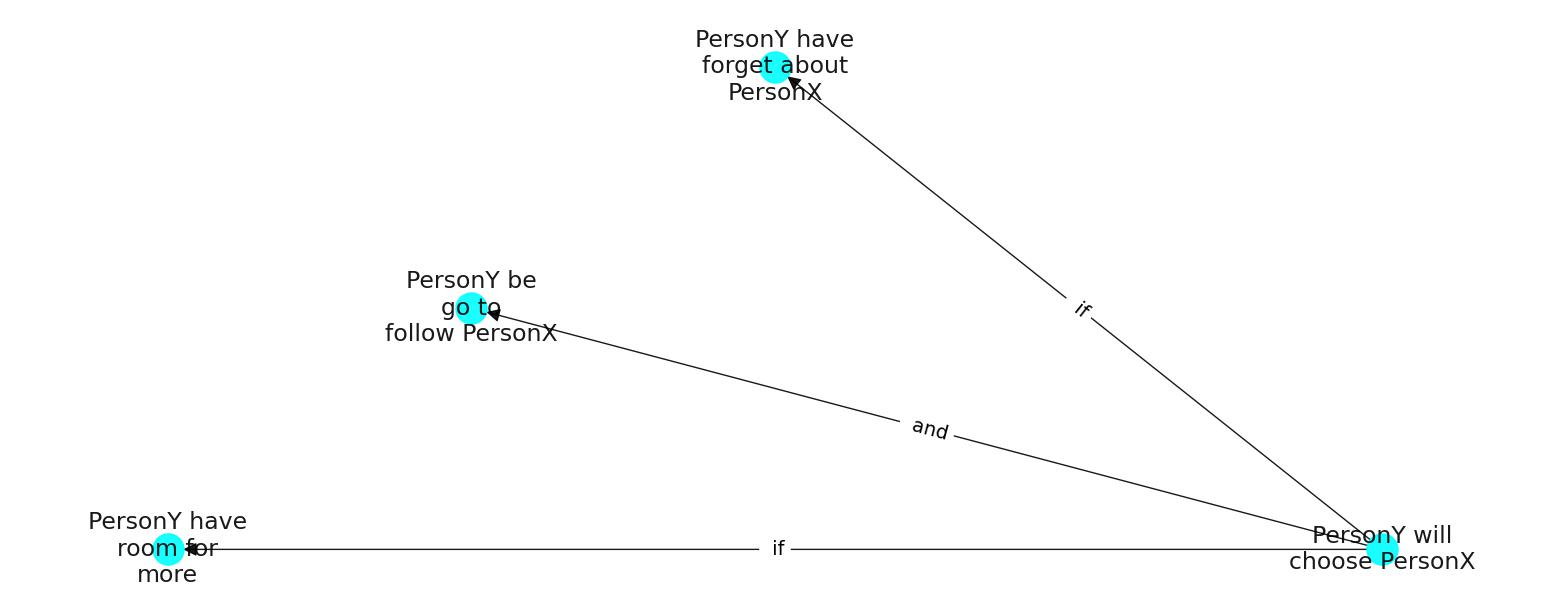 PersonY have
forget about
PersonX
PersonY be
go to
follow PersonX
if
and
PersonY have
room for
more
if
PersonY will
choose PersonX